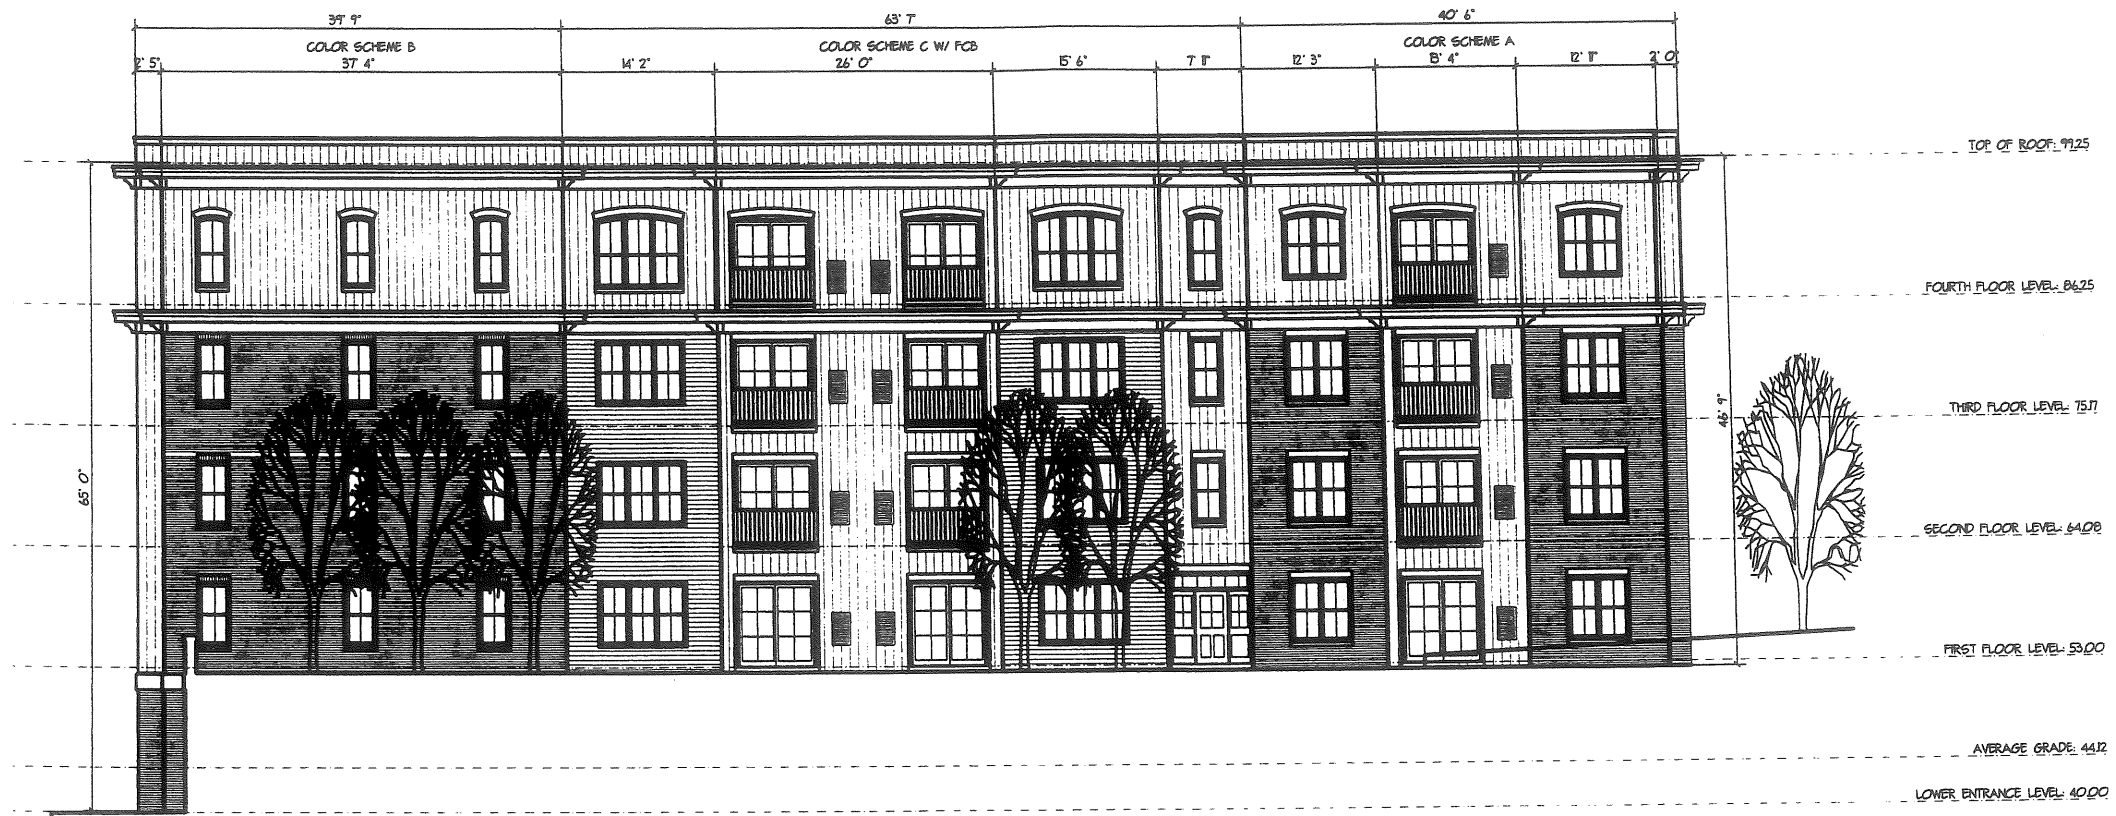 39' 9"
63' 7"
40' 6"
COLOR SCHEME B
COLOR SCHEME C W/ FCB
COLOR SCHEME A
2' 5"
37' 4"
14' 2"
26' 0"
15' 6"
7' 11"
12' 3"
13' 4"
12' 11"
2' 0"
TOP OF ROOF: 99.25
FOURTH FLOOR LEVEL: 86.25
THIRD FLOOR LEVEL: 75.17
46' 9"
65' 0"
SECOND FLOOR LEVEL: 64.08
FIRST FLOOR LEVEL: 53.00
AVERAGE GRADE: 44.12
LOWER ENTRANCE LEVEL: 40.00